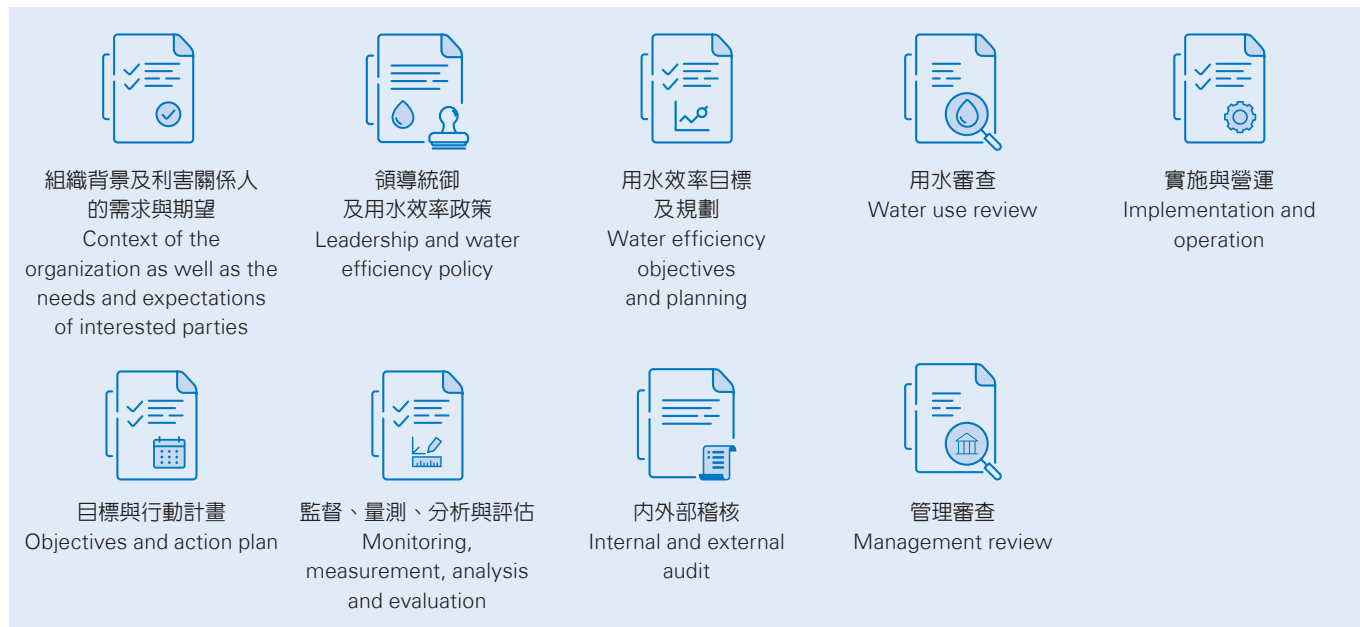 組織背景及利害關係人
的需求與期望
Context of the
organization as well as the
needs and expectations
of interested parties
領導統御
及用水效率政策
Leadership and water
efficiency policy
用水效率目標
及規劃
Water efficiency
objectives
and planning
用水審查
Water use review
實施與營運
Implementation and
operation
目標與行動計畫
Objectives and action plan
監督、量測、分析與評估
Monitoring,
measurement, analysis
and evaluation
內外部稽核
Internal and external
audit
管理審查
Management review